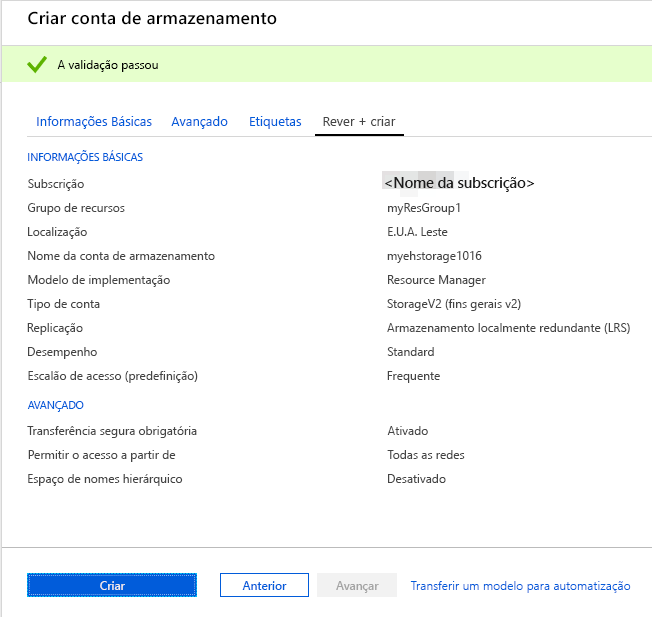 Criar conta de armazenamento
A validação passou
Informações Básicas Avançado Etiquetas Rever + criar
INFORMAÇÕES BÁSICAS
Subscrição <Nome da subscrição>
Grupo de recursos myResGroup1
Localização E.U.A. Leste
Nome da conta de armazenamento myehstorage1016
Modelo de implementação Resource Manager
Tipo de conta StorageV2 (fins gerais v2)
Replicação Armazenamento localmente redundante (LRS)
Desempenho Standard
Escalão de acesso (predefinição) Frequente
AVANÇADO
Transferência segura obrigatória Ativado
Permitir o acesso a partir de Todas as redes
Espaço de nomes hierárquico Desativado
Criar Anterior Avançar Transferir um modelo para automatização